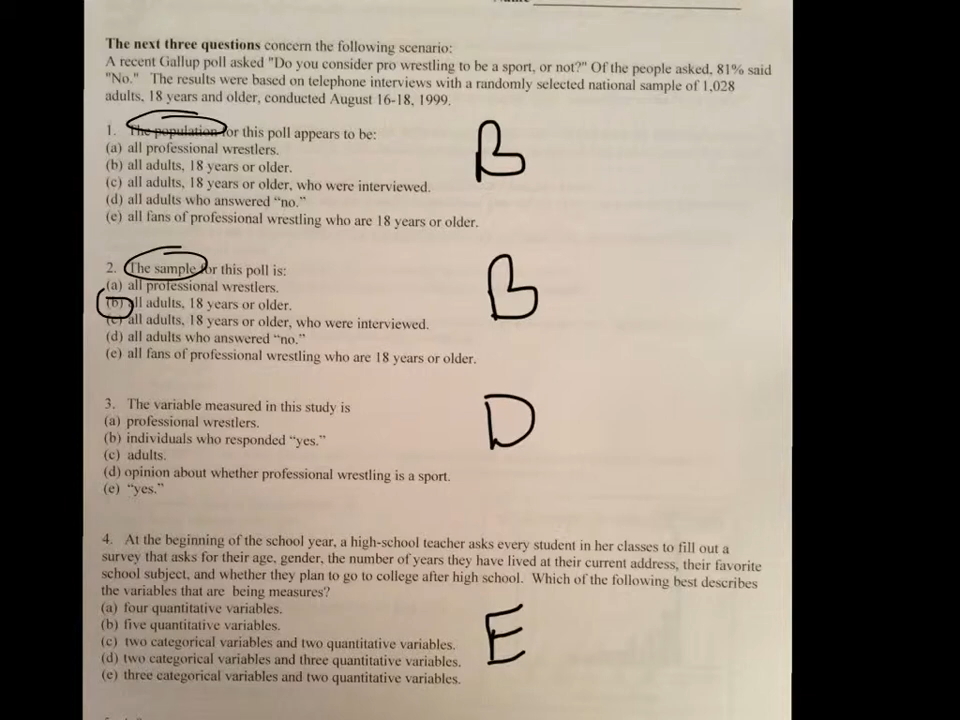 The next three questions concern the following scenario:
A recent Gallup poll asked "Do you consider pro wrestling to be a sport, or not?" Of the people asked, 81% said
"No." The results were based on telephone interviews with a randomly selected national sample of 1,028
adults, 18 years and older, conducted August 16-18, 1999.
1. The population for this poll appears to be:
(a) all professional wrestlers.
(b) all adults, 18 years or older.
B
(c) all adults, 18 years or older, who were interviewed.
(d) all adults who answered “no.”
(e) all fans of professional wrestling who are 18 years or older.
2. The sample for this poll is:
(a) all professional wrestlers.
(b) all adults, 18 years or older.
B
(c) all adults, 18 years or older, who were interviewed.
(d) all adults who answered “no.”
(e) all fans of professional wrestling who are 18 years or older.
3. The variable measured in this study is
(a) professional wrestlers.
D
(b) individuals who responded “yes.”
(c) adults.
(d) opinion about whether professional wrestling is a sport.
(e) “yes.”
4. At the beginning of the school year, a high-school teacher asks every student in her classes to fill out a
survey that asks for their age, gender, the number of years they have lived at their current address, their favorite
school subject, and whether they plan to go to college after high school. Which of the following best describes
the variables that are being measures?
(a) four quantitative variables.
(b) five quantitative variables.
E
(c) two categorical variables and two quantitative variables.
(d) two categorical variables and three quantitative variables.
(e) three categorical variables and two quantitative variables.